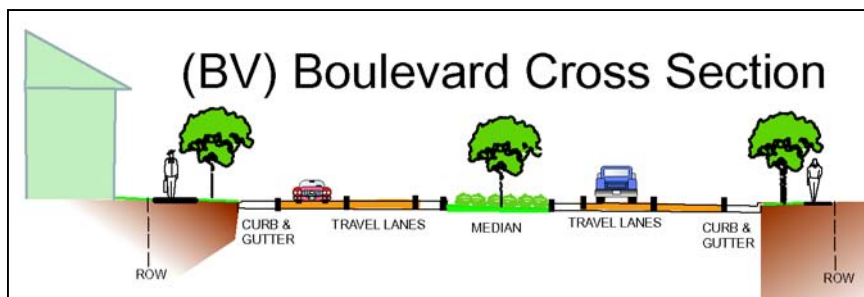 (BV) Boulevard Cross Section
CURB &
GUTTER
TRAVEL LANES
MEDIAN
TRAVEL LANES
CURB &
GUTTER
ROW
ROW